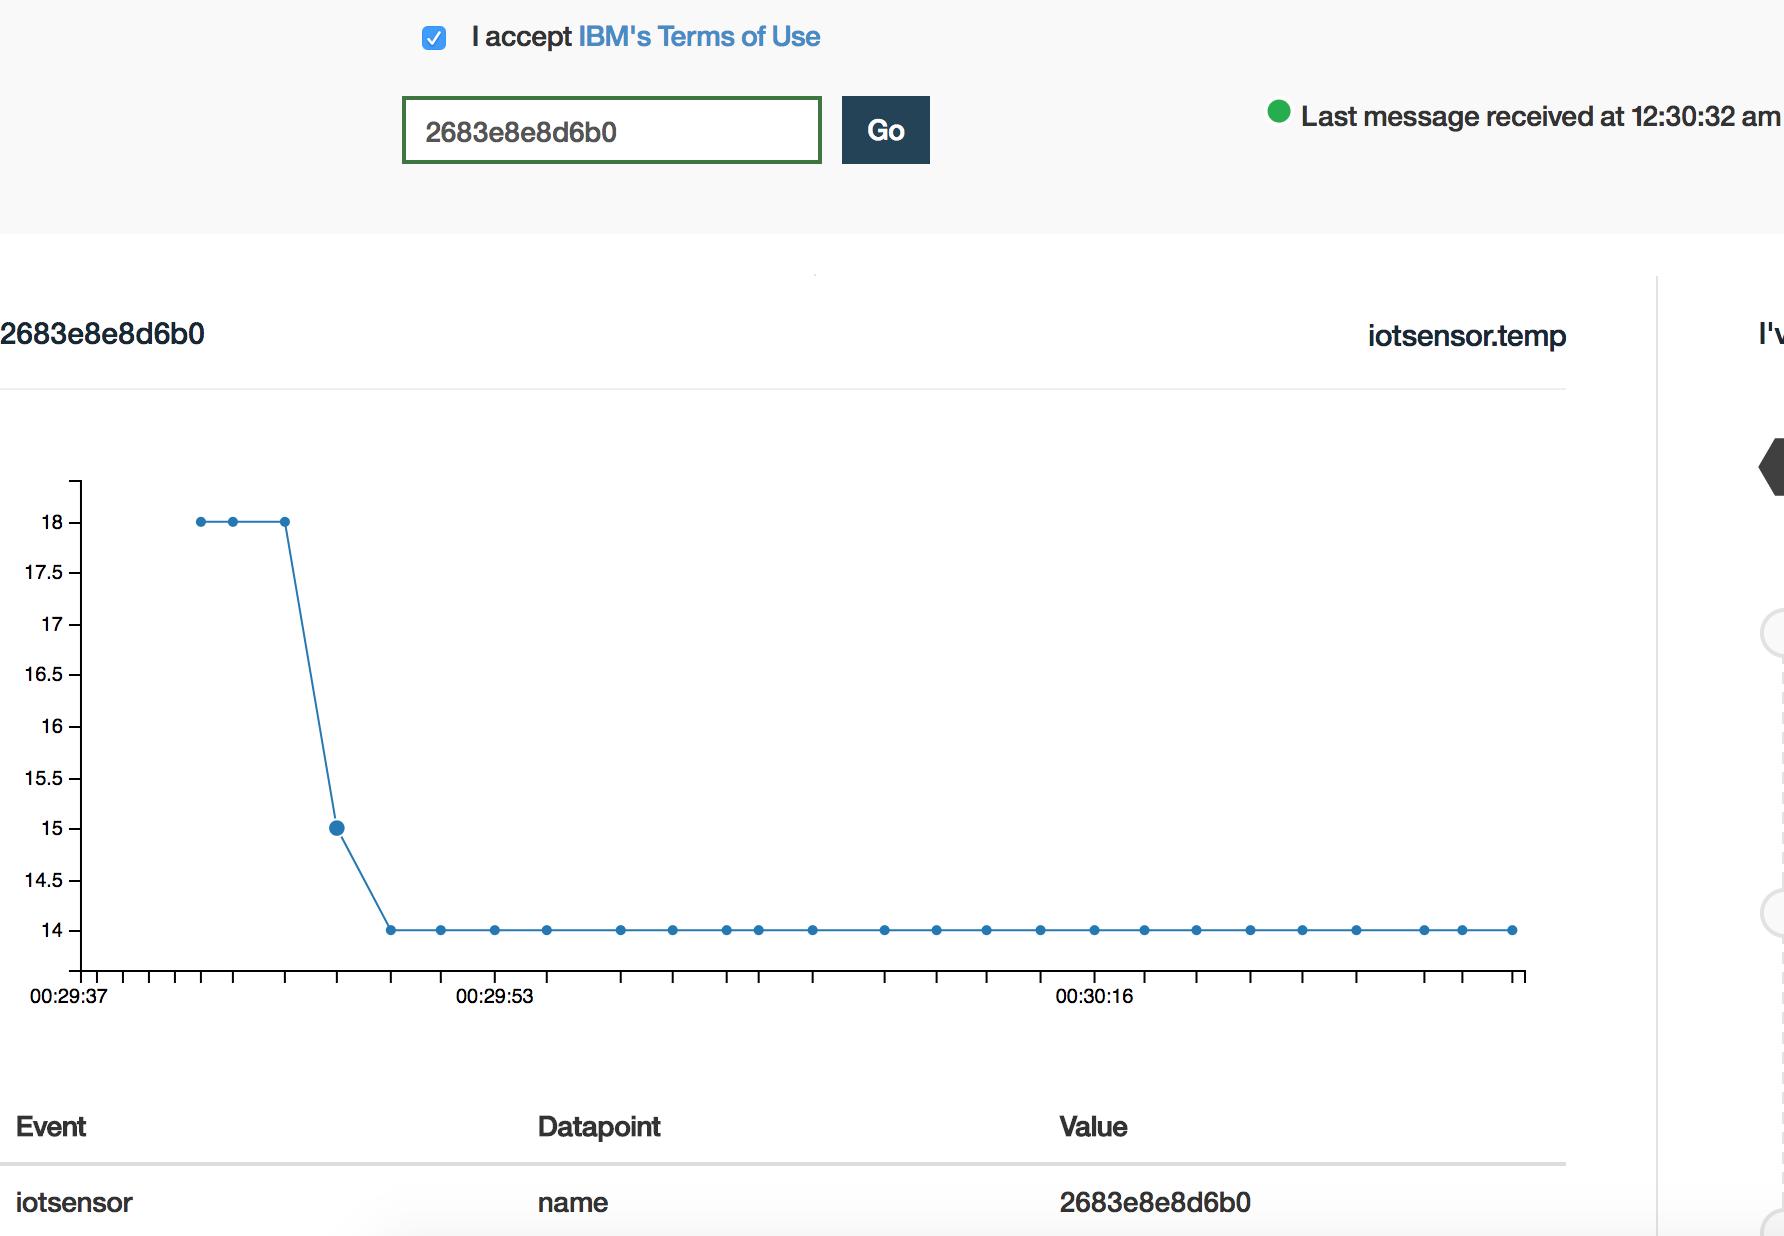 I accept IBM's Terms of Use
2683e8e8d6b0
Go
Last message received at 12:30:32 am
2683e8e8d6b0
iotsensor.temp
I'v
18
17.5
17
16.5
16
15.5
15
14.5
14
00:29:37 00:29:53 00:30:16
Event Datapoint Value
iotsensor name 2683e8e8d6b0